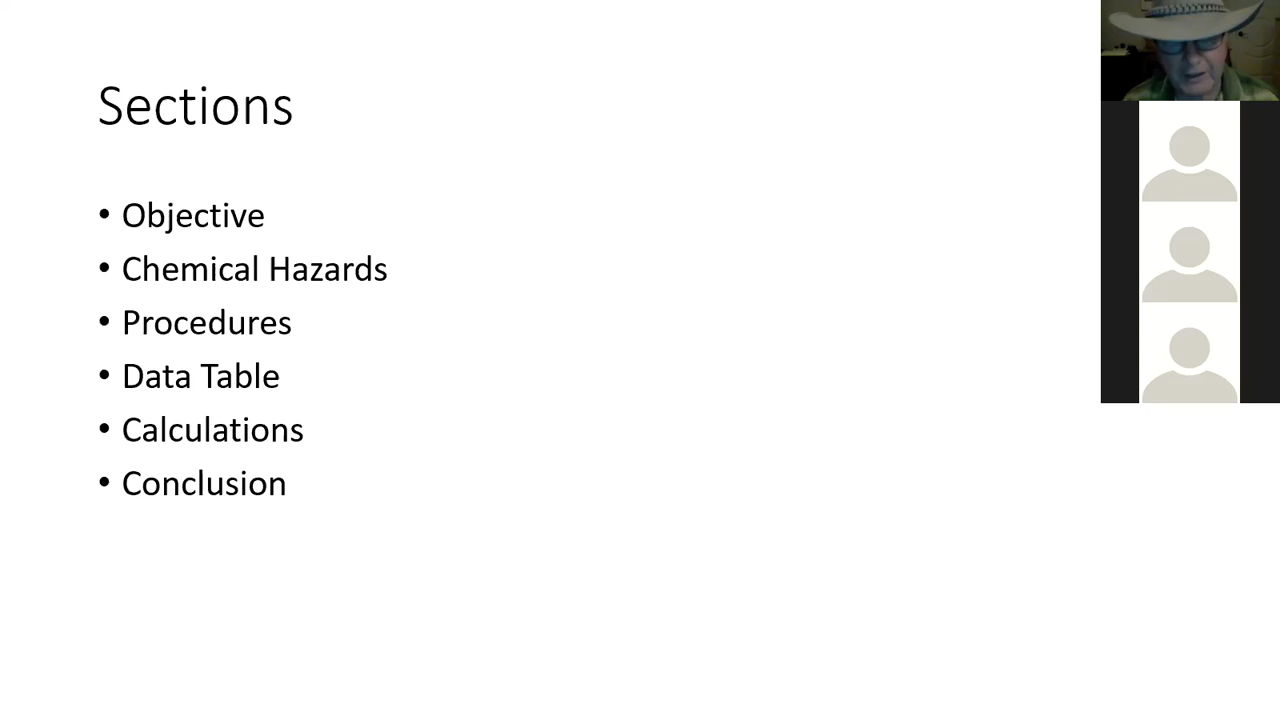 Sections
• Objective
• Chemical Hazards
• Procedures
• Data Table
• Calculations
• Conclusion